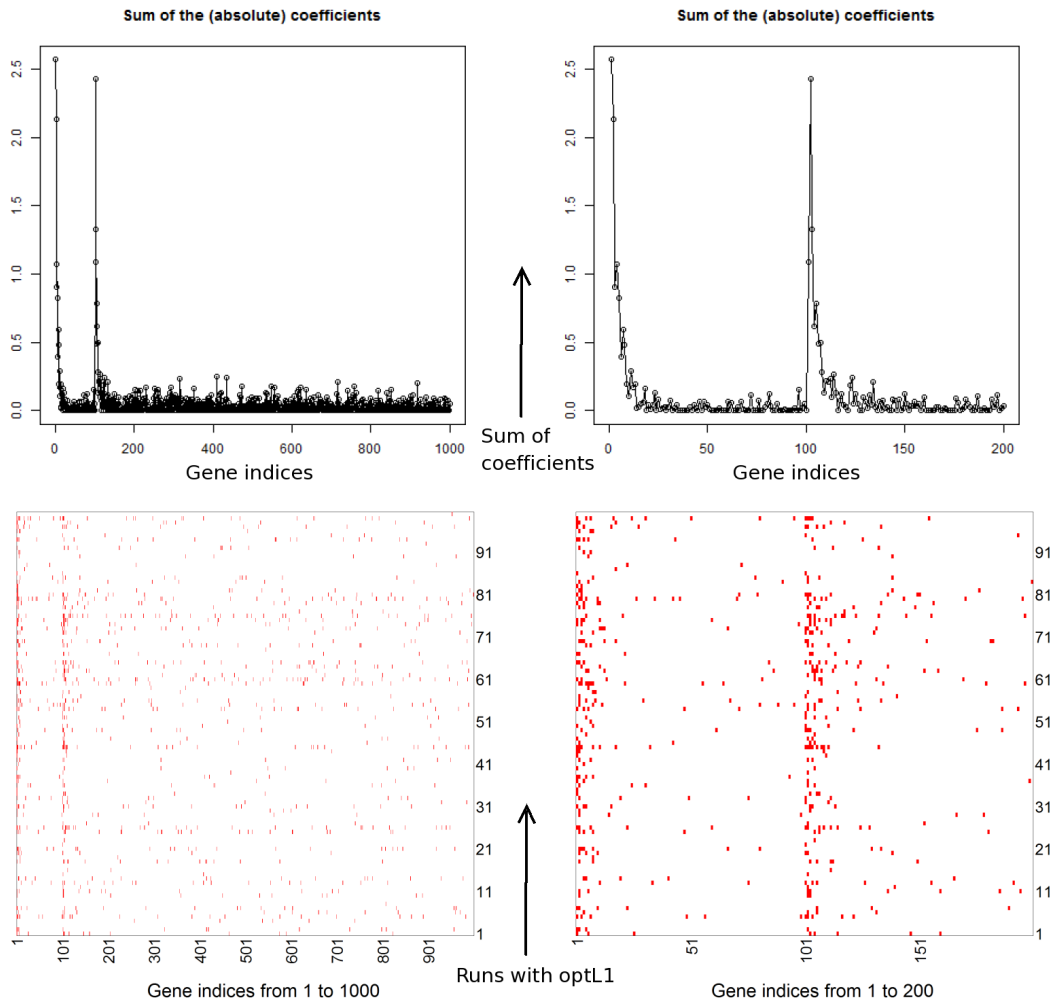 Sum of the (absolute) coefficients
Sum of the (absolute) coefficients
2.5
2.0
1.5
1.0
0.5
0.0
0 200 400 600 800 1000
Gene indices
Sum of
coefficients
2.5
2.0
1.5
1.0
0.5
0.0
0 50 100 150 200
Gene indices
91
81
71
61
51
41
31
21
11
1
1 101 201 301 401 501 601 701 801 901
Gene indices from 1 to 1000
Runs with optL1
91
81
71
61
51
41
31
21
11
1
1 51 101 151
Gene indices from 1 to 200